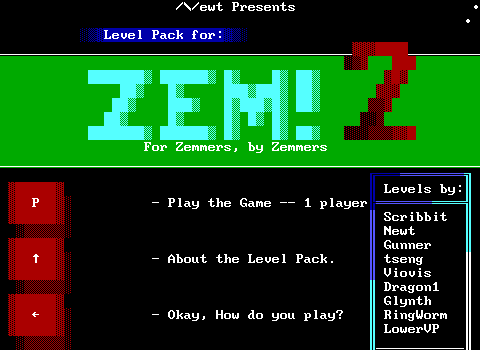 /\/ewt Presents
Level Pack for:
ZEM! 2
For Zemmers, by Zemmers
Levels by:
P - Play the Game -- 1 player
Scribbit
Newt
Gunner
↑ - About the Level Pack.
tseng
Viovis
Dragon1
Glynth
← - Okay, How do you play?
RingWorm
LowerVP